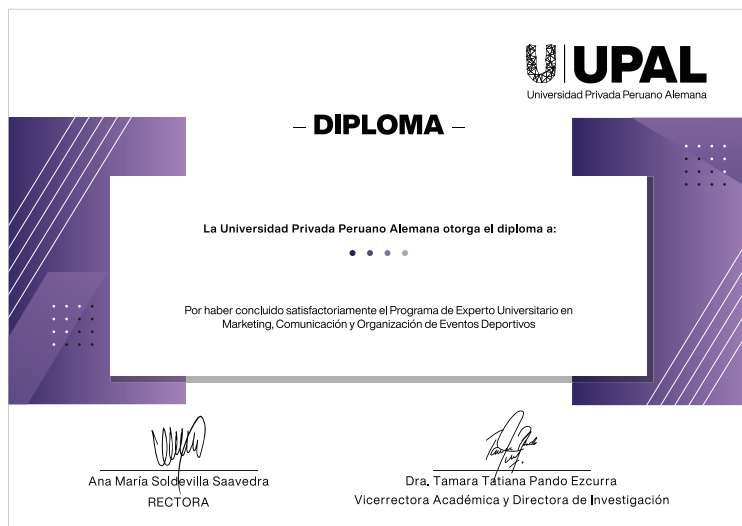 UPAL
Universidad Privada Peruano Alemana
– DIPLOMA –
La Universidad Privada Peruano Alemana otorga el diploma a:
Por haber concluido satisfactoriamente el Programa de Experto Universitario en
Marketing, Comunicación y Organización de Eventos Deportivos
Ana María Soldevilla Saavedra
RECTORA
Dra. Tamara Tatiana Pando Ezcurra
Vicerrectora Académica y Directora de Investigación